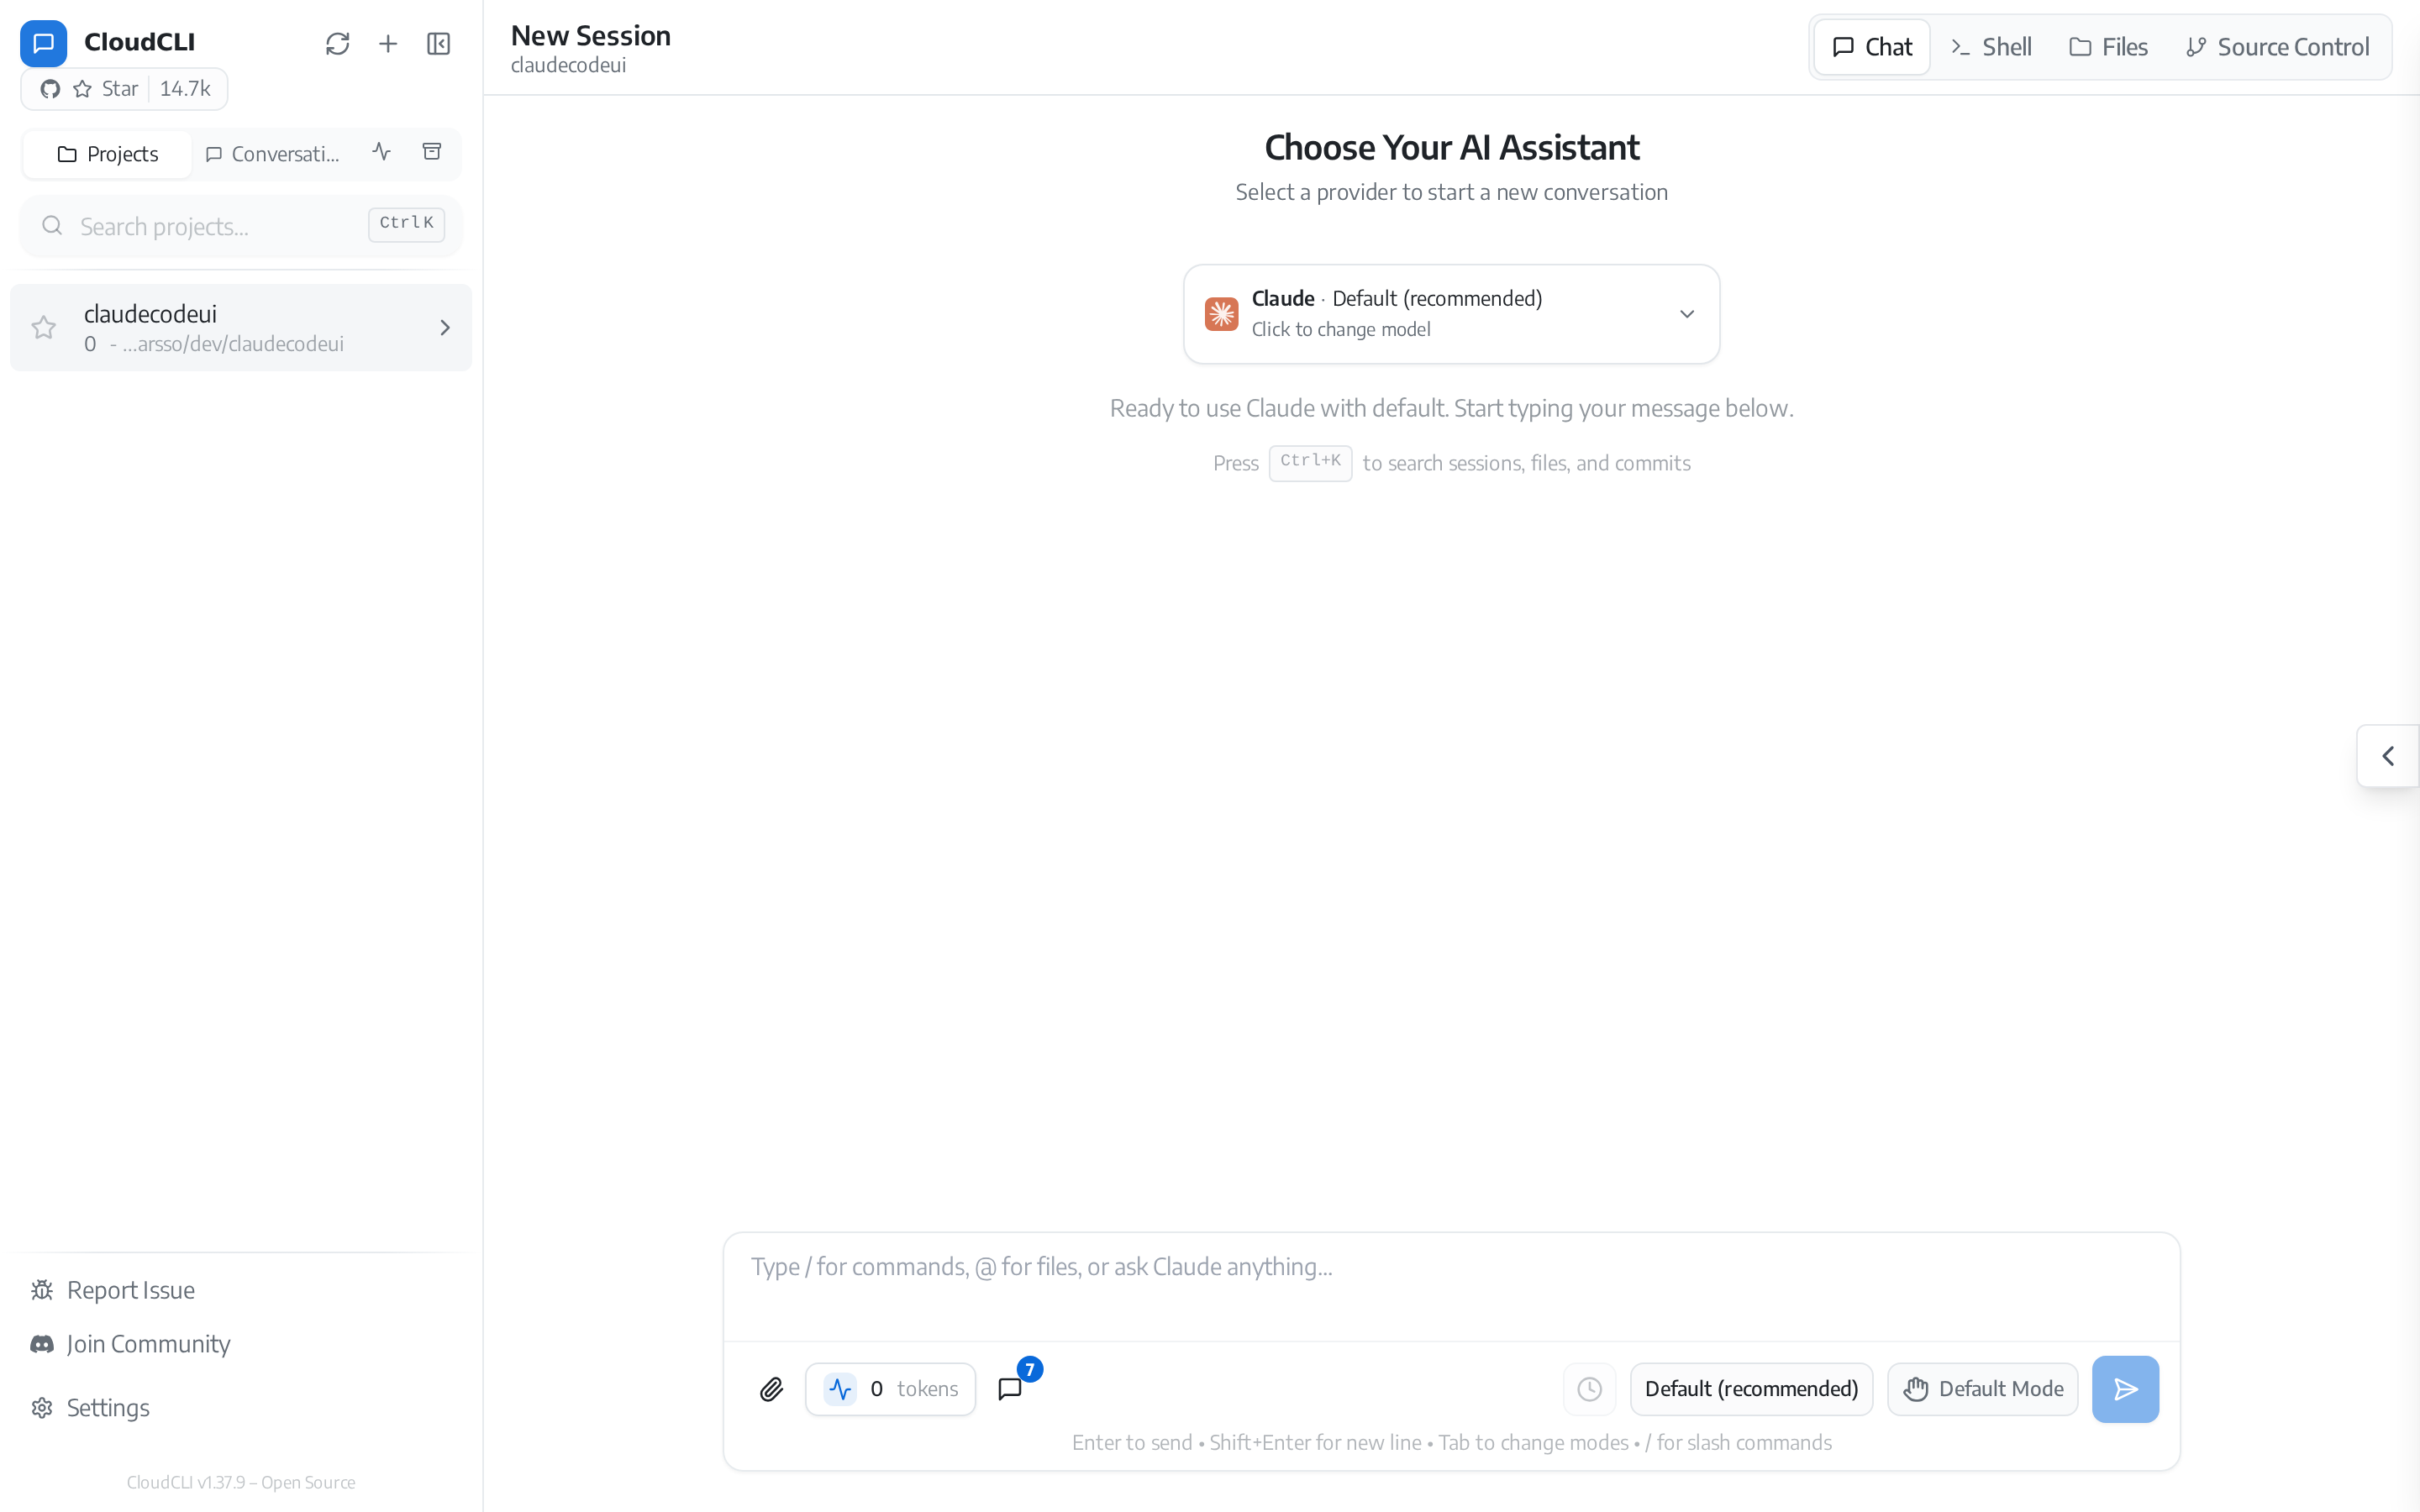 CloudCLI
Star 14.7k
Projects
Conversati...
Search projects...
Ctrl K
claudecodeui
0 - ...arsso/dev/claudecodeui
Report Issue
Join Community
Settings
CloudCLI v1.37.9 – Open Source
New Session
claudecodeui
Chat
Shell
Files
Source Control
Choose Your AI Assistant
Select a provider to start a new conversation
Claude · Default (recommended)
Click to change model
Ready to use Claude with default. Start typing your message below.
Press Ctrl+K to search sessions, files, and commits
Type / for commands, @ for files, or ask Claude anything...
0 tokens
7
Default (recommended)
Default Mode
Enter to send • Shift+Enter for new line • Tab to change modes • / for slash commands